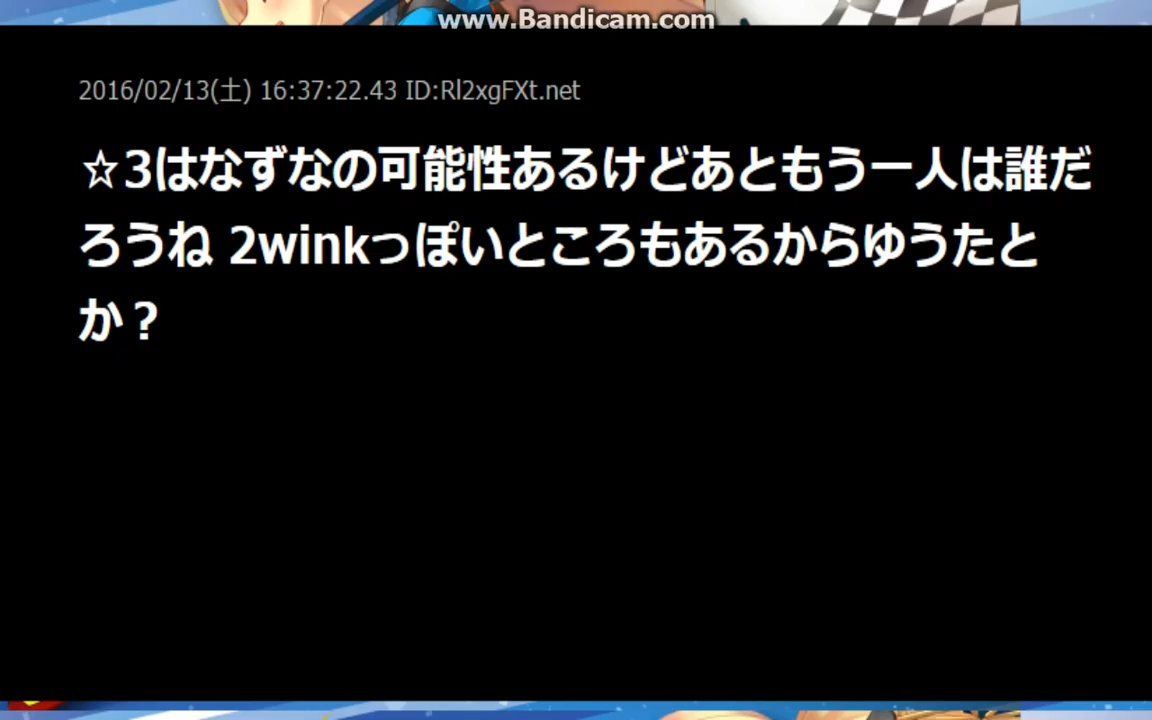 www.Bandicam.com
2016/02/13(土) 16:37:22.43 ID:Rl2xgFXt.net
☆3はなずなの可能性あるけどあともう一人は誰だ
ろうね 2winkっぽいところもあるからゆうたと
か？